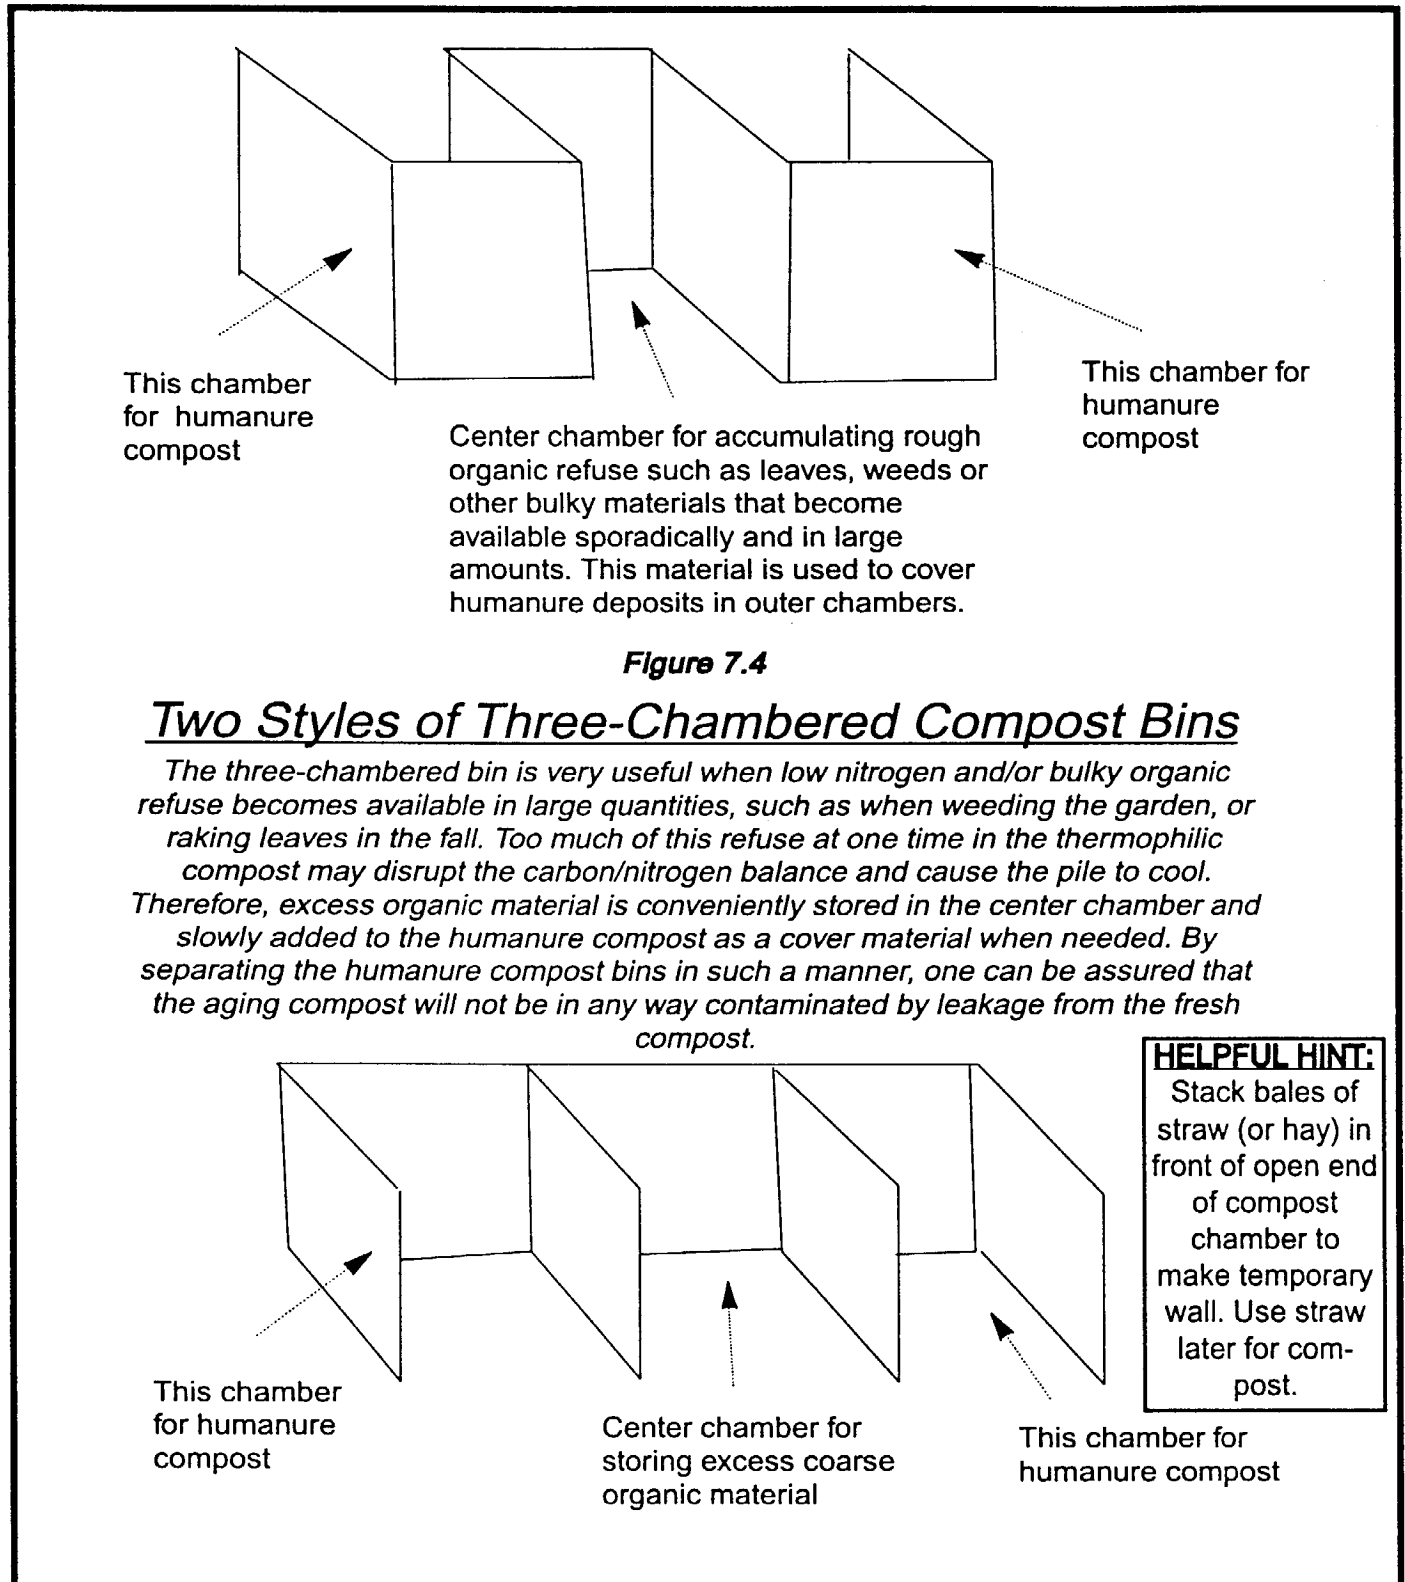 This chamber
for humanure
compost
This chamber for
humanure
compost
Center chamber for accumulating rough
organic refuse such as leaves, weeds or
other bulky materials that become
available sporadically and in large
amounts. This material is used to cover
humanure deposits in outer chambers.
Figure 7.4
Two Styles of Three-Chambered Compost Bins
The three-chambered bin is very useful when low nitrogen and/or bulky organic
refuse becomes available in large quantities, such as when weeding the garden, or
raking leaves in the fall. Too much of this refuse at one time in the thermophilic
compost may disrupt the carbon/nitrogen balance and cause the pile to cool.
Therefore, excess organic material is conveniently stored in the center chamber and
slowly added to the humanure compost as a cover material when needed. By
separating the humanure compost bins in such a manner, one can be assured that
the aging compost will not be in any way contaminated by leakage from the fresh
compost.
HELPFUL HINT:
Stack bales of
straw (or hay) in
front of open end
of compost
chamber to
make temporary
wall. Use straw
later for com-
post.
This chamber
for humanure
compost
Center chamber for
storing excess coarse
organic material
This chamber for
humanure compost